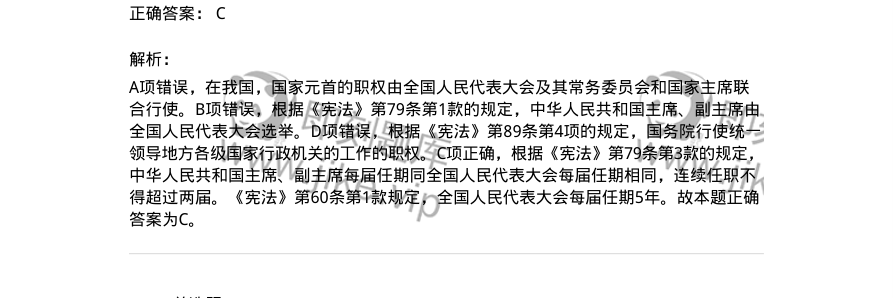 正确答案： C
解析：
A项错误，在我国，国家元首的职权由全国人民代表大会及其常务委员会和国家主席联
合行使。B项错误，根据《宪法》第79条第1款的规定，中华人民共和国主席、副主席由
全国人民代表大会选举。D项错误，根据《宪法》第89条第4项的规定，国务院行使统一
领导地方各级国家行政机关的工作的职权。C项正确，根据《宪法》第79条第3款的规定，
中华人民共和国主席、副主席每届任期同全国人民代表大会每届任期相同，连续任职不
得超过两届。《宪法》第60条第1款规定，全国人民代表大会每届任期5年。故本题正确
答案为C。
即刻题库
www.jike.vip